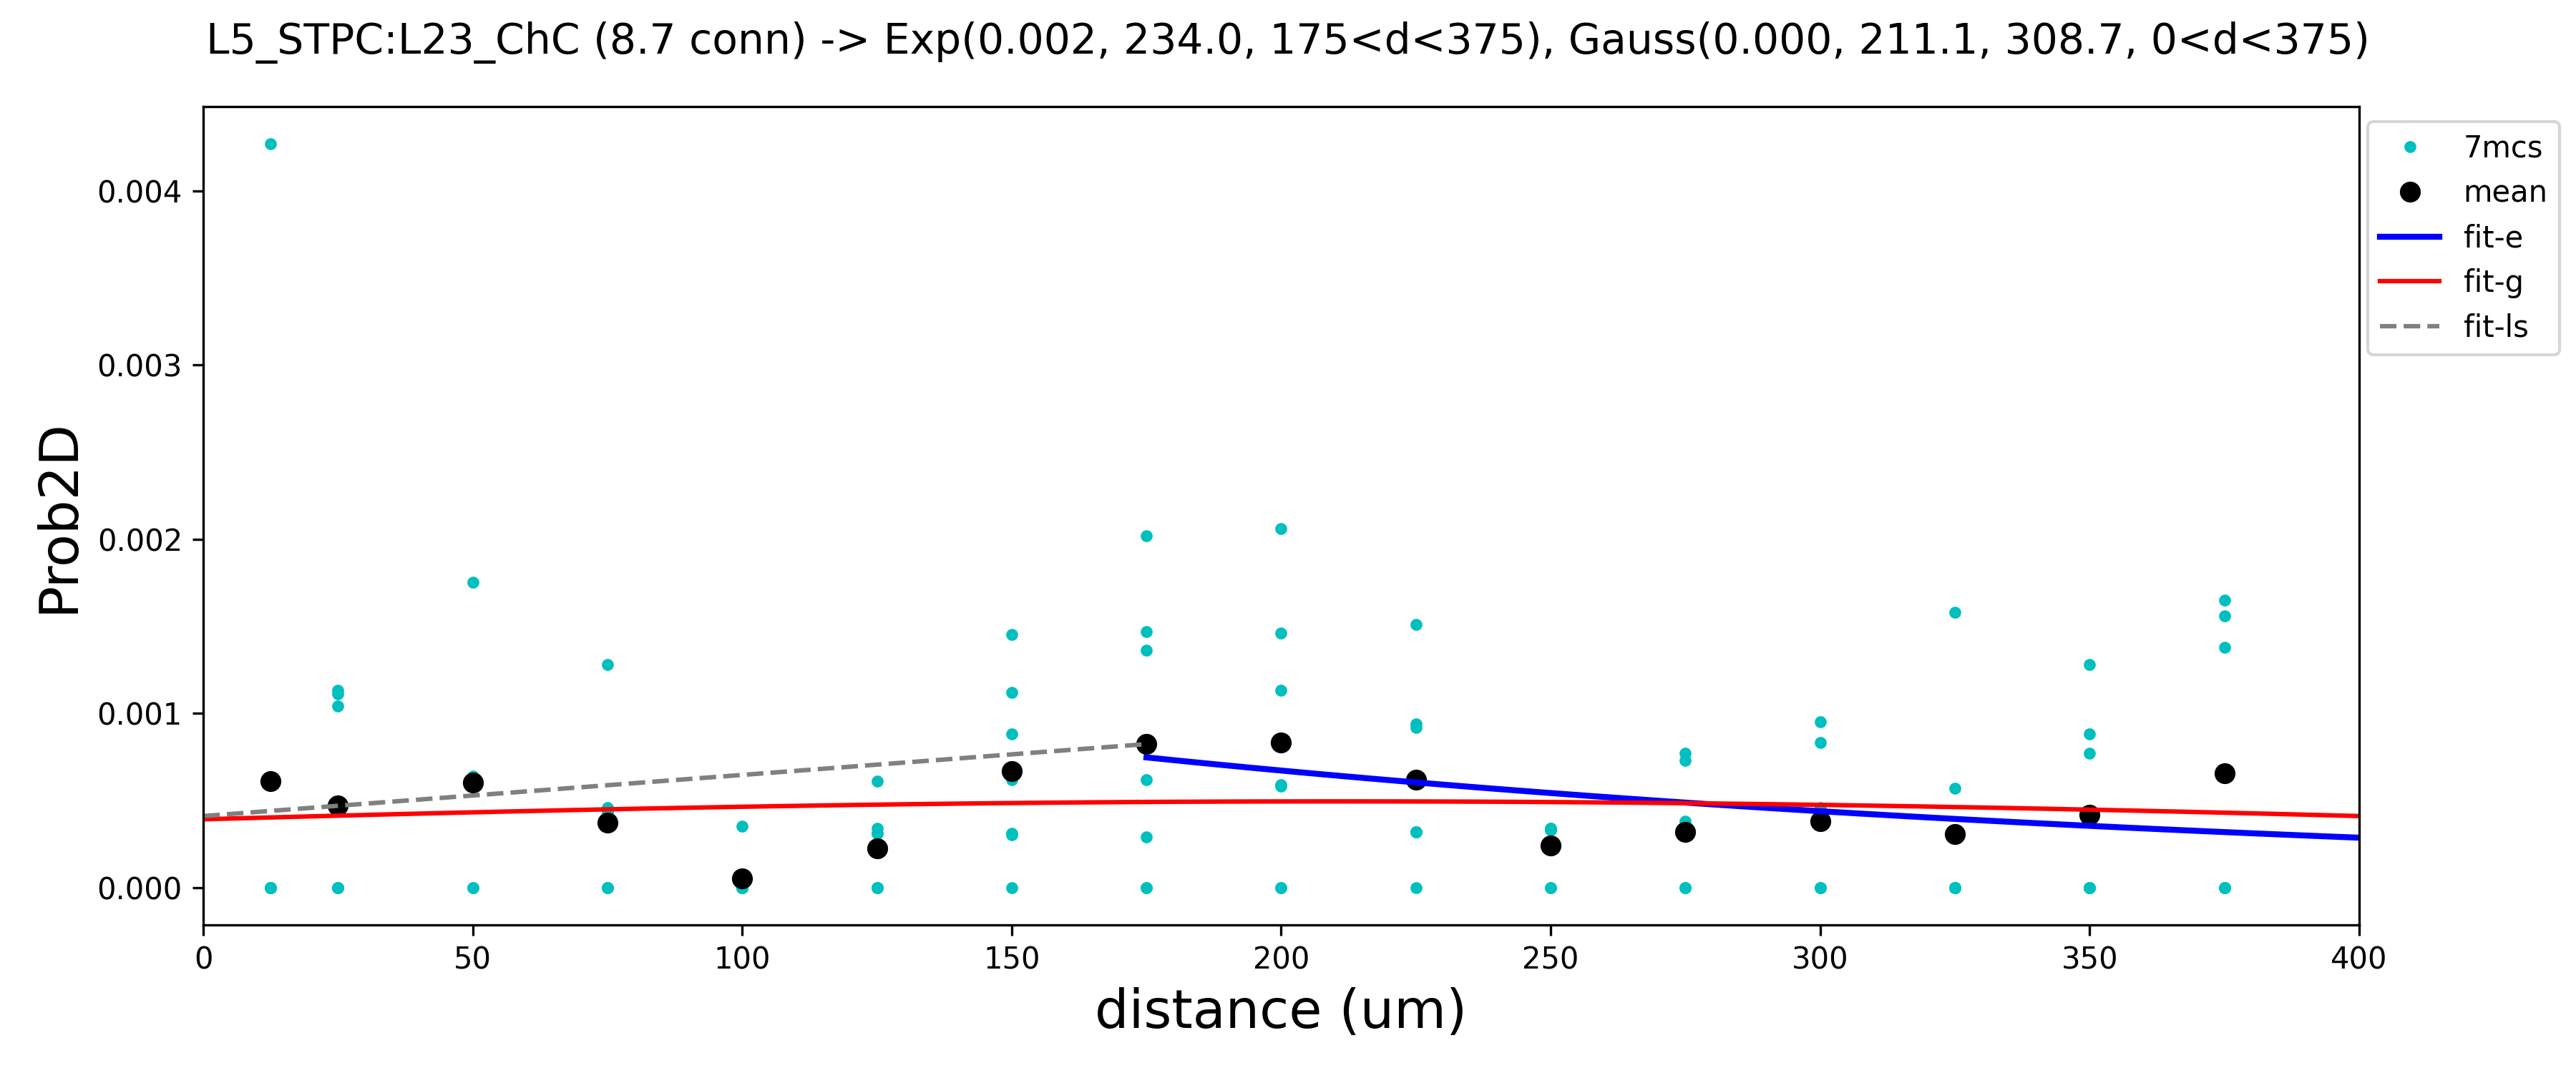 L5_STPC:L23_ChC (8.7 conn) -> Exp(0.002, 234.0, 175<d<375), Gauss(0.000, 211.1, 308.7, 0<d<375)
7mcs
mean
fit-e
fit-g
fit-ls
Prob2D
0.004
0.003
0.002
0.001
0.000
0 50 100 150 200 250 300 350 400
distance (um)